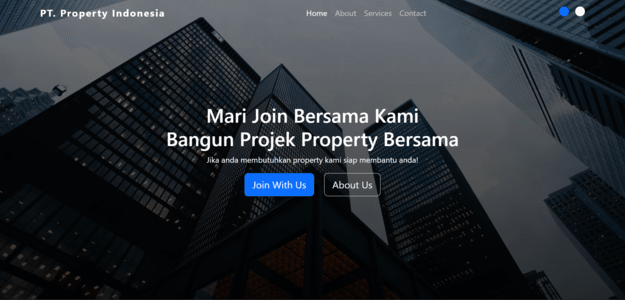 PT. Property Indonesia
Home About Services Contact
Mari Join Bersama Kami
Bangun Projek Property Bersama
Jika anda membutuhkan property kami siap membantu anda!
Join With Us About Us